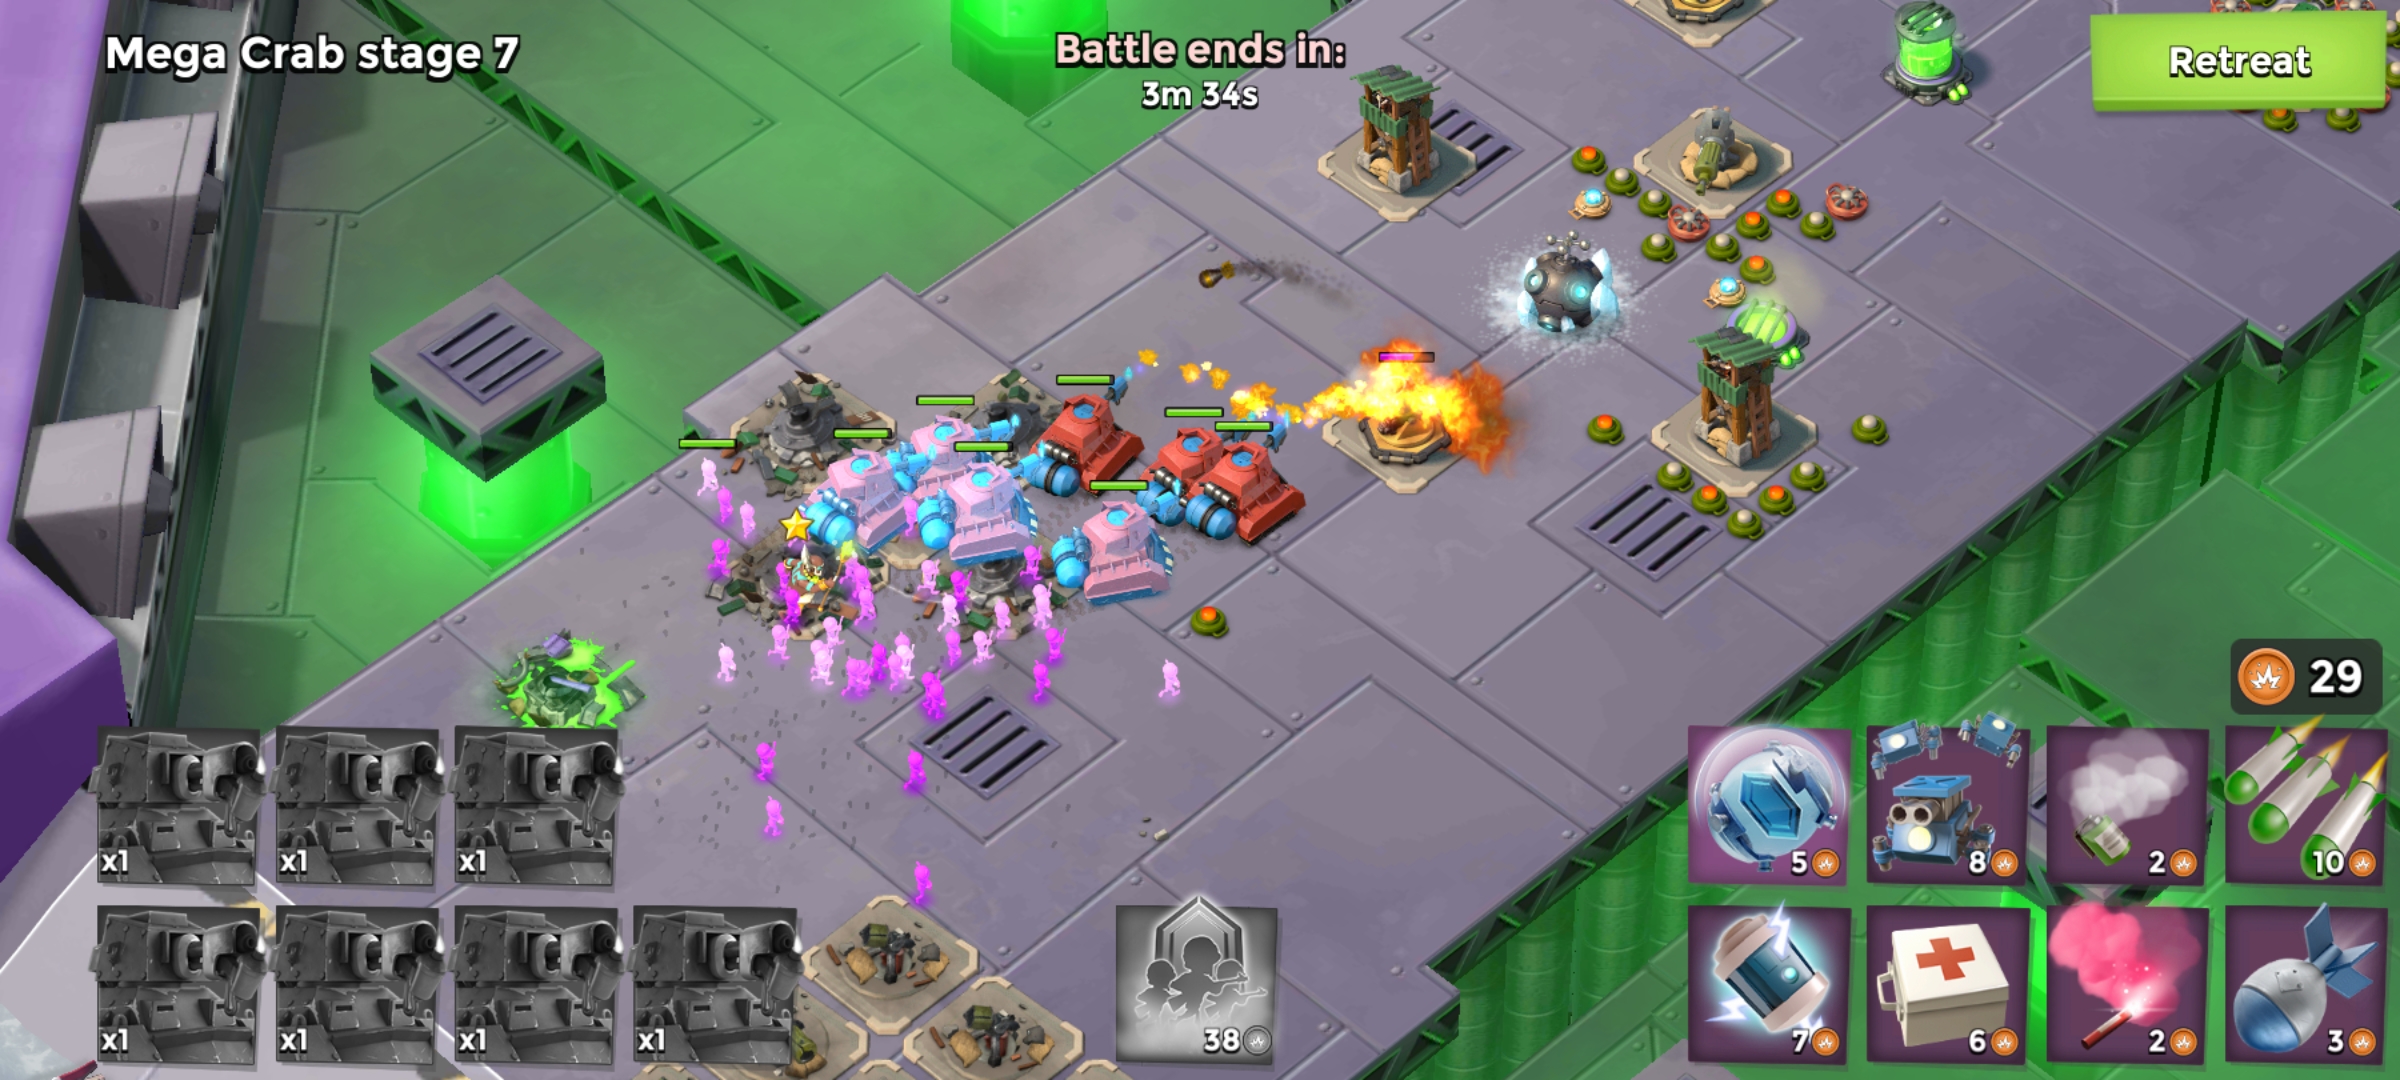 Mega Crab stage 7
Battle ends in:
3m 34s
Retreat
29
5
8
2
10
x1
x1
x1
7
6
2
3
x1
x1
x1
x1
38